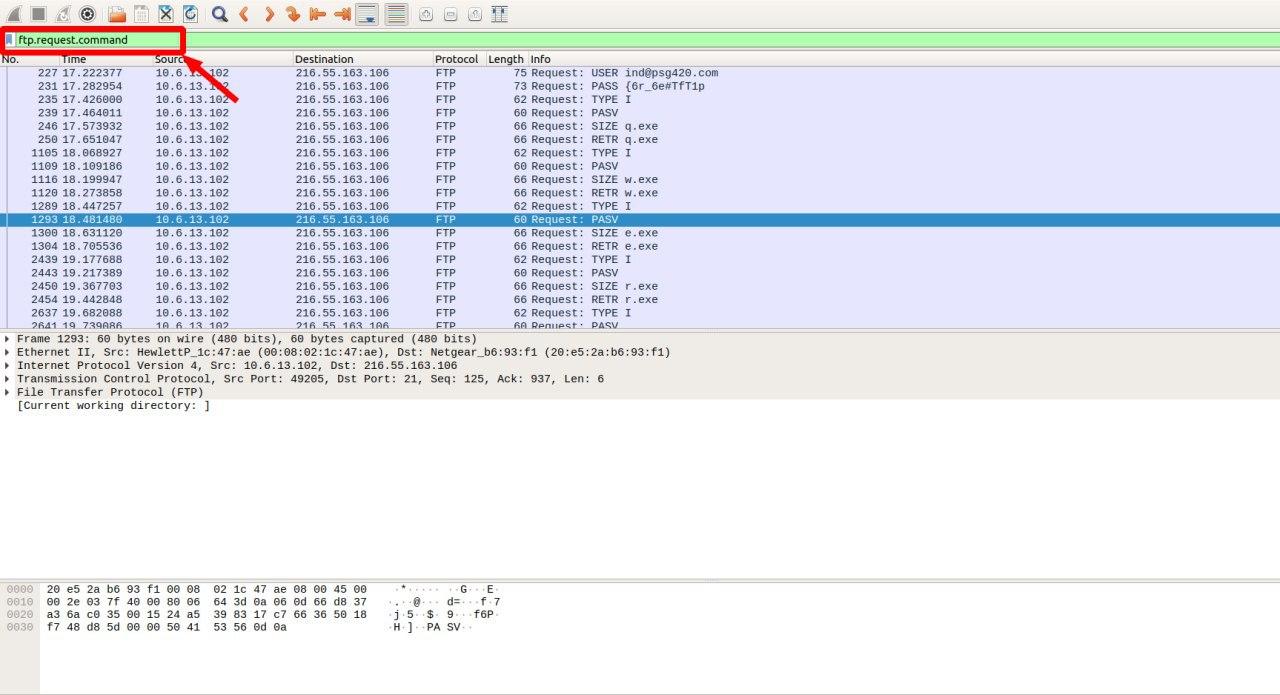 ftp.request.command
No. Time Source Destination Protocol Length Info
227 17.222377 10.6.13.102 216.55.163.106 FTP 75 Request: USER ind@psg420.com
231 17.282954 10.6.13.102 216.55.163.106 FTP 73 Request: PASS {6r_6e#TfT1p
235 17.426000 10.6.13.102 216.55.163.106 FTP 62 Request: TYPE I
239 17.464011 10.6.13.102 216.55.163.106 FTP 60 Request: PASV
246 17.573932 10.6.13.102 216.55.163.106 FTP 66 Request: SIZE q.exe
250 17.651047 10.6.13.102 216.55.163.106 FTP 66 Request: RETR q.exe
1105 18.068927 10.6.13.102 216.55.163.106 FTP 62 Request: TYPE I
1109 18.109186 10.6.13.102 216.55.163.106 FTP 60 Request: PASV
1116 18.199947 10.6.13.102 216.55.163.106 FTP 66 Request: SIZE w.exe
1120 18.273858 10.6.13.102 216.55.163.106 FTP 66 Request: RETR w.exe
1289 18.447257 10.6.13.102 216.55.163.106 FTP 62 Request: TYPE I
1293 18.481480 10.6.13.102 216.55.163.106 FTP 60 Request: PASV
1300 18.631120 10.6.13.102 216.55.163.106 FTP 66 Request: SIZE e.exe
1304 18.705536 10.6.13.102 216.55.163.106 FTP 66 Request: RETR e.exe
2439 19.177688 10.6.13.102 216.55.163.106 FTP 62 Request: TYPE I
2443 19.217389 10.6.13.102 216.55.163.106 FTP 60 Request: PASV
2450 19.367703 10.6.13.102 216.55.163.106 FTP 66 Request: SIZE r.exe
2454 19.442848 10.6.13.102 216.55.163.106 FTP 66 Request: RETR r.exe
2637 19.682088 10.6.13.102 216.55.163.106 FTP 62 Request: TYPE I
2641 19.739086 10.6.13.102 216.55.163.106 FTP 60 Request: PASV
Frame 1293: 60 bytes on wire (480 bits), 60 bytes captured (480 bits)
Ethernet II, Src: HewlettP_1c:47:ae (00:08:02:1c:47:ae), Dst: Netgear_b6:93:f1 (20:e5:2a:b6:93:f1)
Internet Protocol Version 4, Src: 10.6.13.102, Dst: 216.55.163.106
Transmission Control Protocol, Src Port: 49205, Dst Port: 21, Seq: 125, Ack: 937, Len: 6
File Transfer Protocol (FTP)
[Current working directory: ]
0000 20 e5 2a b6 93 f1 00 08 02 1c 47 ae 08 00 45 00 ·*····· ··G···E·
0010 00 2e 03 7f 40 00 80 06 64 3d 0a 06 0d 66 d8 37 ·.··@··· d=···f·7
0020 a3 6a c0 35 00 15 24 a5 39 83 17 c7 66 36 50 18 ·j·5··$· 9···f6P·
0030 f7 48 d8 5d 00 00 50 41 53 56 0d 0a ·H·]··PA SV··